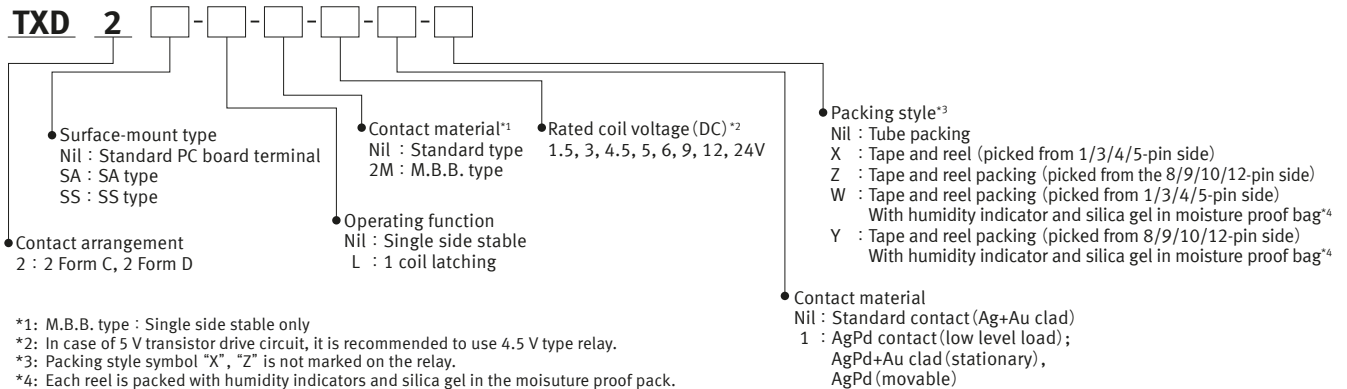 TXD 2 - - - - -
Surface-mount type
Nil : Standard PC board terminal
SA : SA type
SS : SS type
Contact arrangement
2 : 2 Form C, 2 Form D
Operating function
Nil : Single side stable
L : 1 coil latching
Contact material*1
Nil : Standard type
2M : M.B.B. type
Rated coil voltage (DC)*2
1.5, 3, 4.5, 5, 6, 9, 12, 24V
Packing style*3
Nil : Tube packing
X : Tape and reel (picked from 1/3/4/5-pin side)
Z : Tape and reel packing (picked from the 8/9/10/12-pin side)
W : Tape and reel packing (picked from 1/3/4/5-pin side)
With humidity indicator and silica gel in moisture proof bag*4
Y : Tape and reel packing (picked from 8/9/10/12-pin side)
With humidity indicator and silica gel in moisture proof bag*4
Contact material
Nil : Standard contact (Ag+Au clad)
1 : AgPd contact (low level load);
AgPd+Au clad (stationary),
AgPd (movable)
*1: M.B.B. type : Single side stable only
*2: In case of 5 V transistor drive circuit, it is recommended to use 4.5 V type relay.
*3: Packing style symbol "X", "Z" is not marked on the relay.
*4: Each reel is packed with humidity indicators and silica gel in the moisuture proof pack.